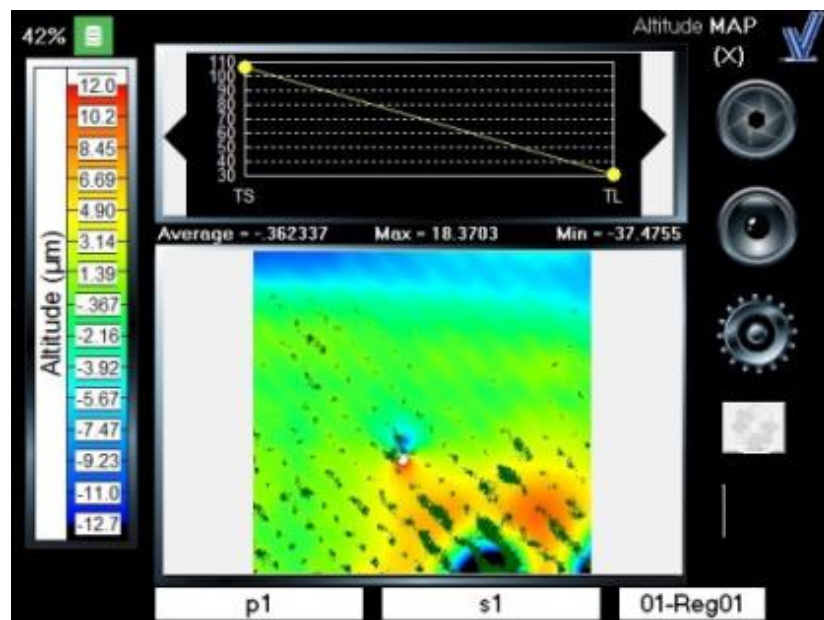 42%
Altitude MAP
(X)
110
100
90
80
70
60
50
40
30
TS
TL
Average = -.362337 Max = 18.3703 Min = -37.4755
Altitude (µm)
12.0
10.2
8.45
6.69
4.90
3.14
1.39
-.367
-2.16
-3.92
-5.67
-7.47
-9.23
-11.0
-12.7
p1
s1
01-Reg01